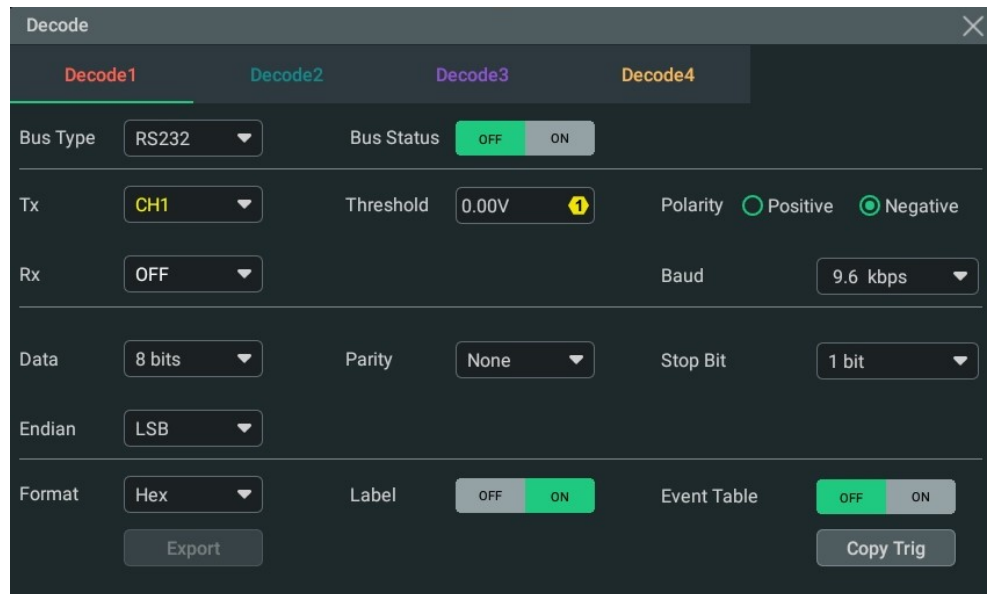 Decode
Decode1 Decode2 Decode3 Decode4
Bus Type RS232 Bus Status OFF ON
Tx CH1 Threshold 0.00V 1 Polarity Positive Negative
Rx OFF Baud 9.6 kbps
Data 8 bits Parity None Stop Bit 1 bit
Endian LSB
Format Hex Label OFF ON Event Table OFF ON
Export Copy Trig